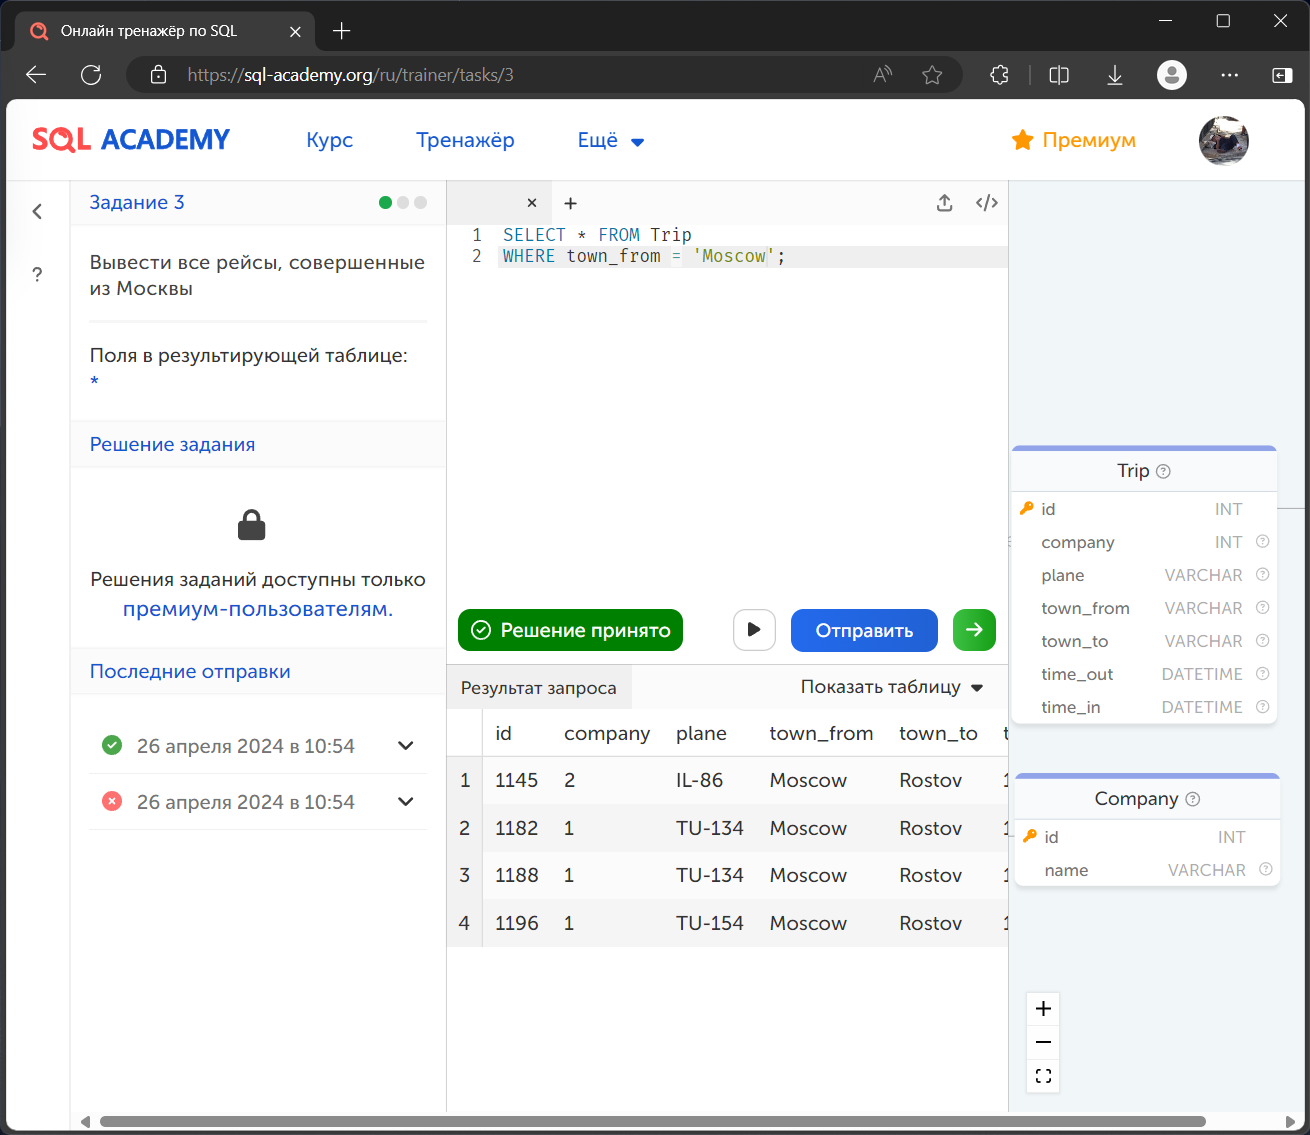 Онлайн тренажёр по SQL
https://sql-academy.org/ru/trainer/tasks/3
SQL ACADEMY
Курс
Тренажёр
Ещё
Премиум
Задание 3
Вывести все рейсы, совершенные
из Москвы
Поля в результирующей таблице:
*
Решение задания
Решения заданий доступны только
премиум-пользователям.
Последние отправки
26 апреля 2024 в 10:54
26 апреля 2024 в 10:54
1 SELECT * FROM Trip
2 WHERE town_from = 'Moscow';
Решение принято
Отправить
Результат запроса
Показать таблицу
id company plane town_from town_to
1 1145 2 IL-86 Moscow Rostov
2 1182 1 TU-134 Moscow Rostov
3 1188 1 TU-134 Moscow Rostov
4 1196 1 TU-154 Moscow Rostov
Trip
id INT
company INT
plane VARCHAR
town_from VARCHAR
town_to VARCHAR
time_out DATETIME
time_in DATETIME
Company
id INT
name VARCHAR